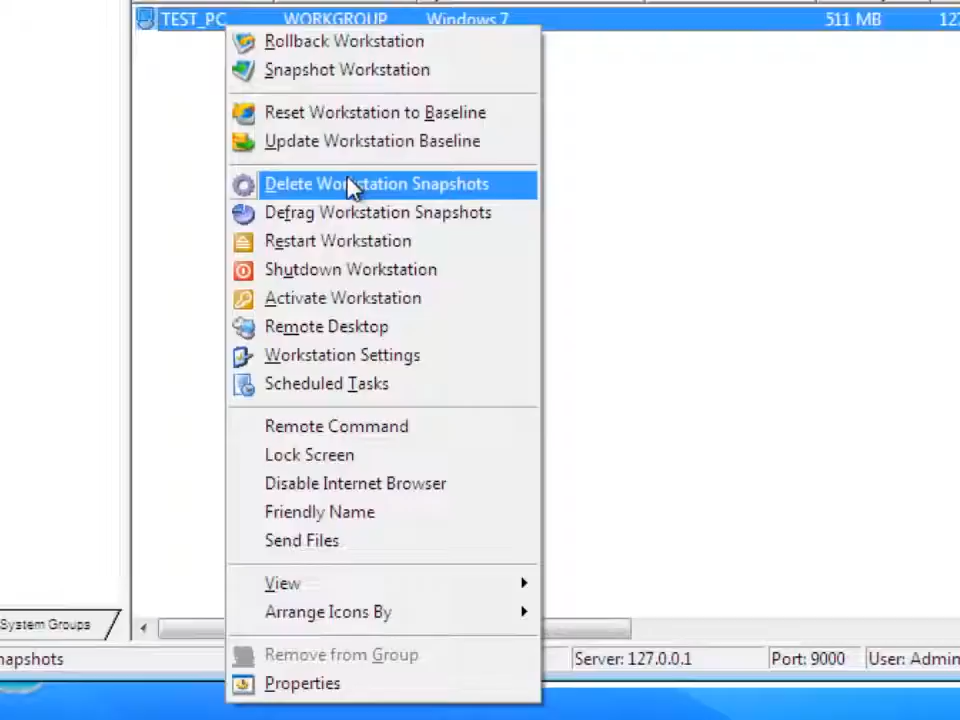 TEST_PC WORKGROUP Windows 7 511 MB 127
Rollback Workstation
Snapshot Workstation
Reset Workstation to Baseline
Update Workstation Baseline
Delete Workstation Snapshots
Defrag Workstation Snapshots
Restart Workstation
Shutdown Workstation
Activate Workstation
Remote Desktop
Workstation Settings
Scheduled Tasks
Remote Command
Lock Screen
Disable Internet Browser
Friendly Name
Send Files
View
Arrange Icons By
Remove from Group
Properties
System Groups
napshots Server: 127.0.0.1 Port: 9000 User: Admin